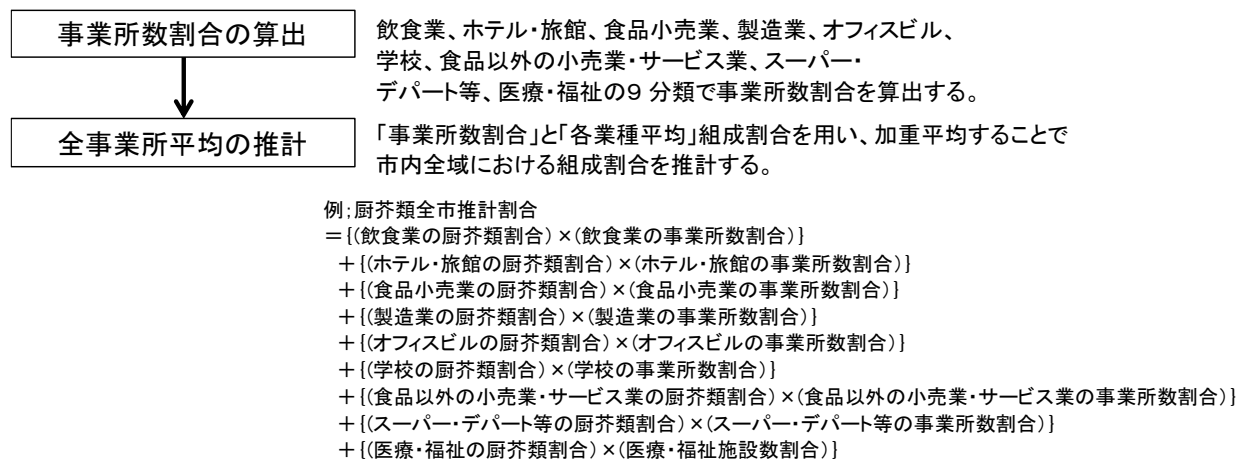 事業所数割合の算出
飲食業、ホテル・旅館、食品小売業、製造業、オフィスビル、
学校、食品以外の小売業・サービス業、スーパー・
デパート等、医療・福祉の9 分類で事業所数割合を算出する。
全事業所平均の推計
「事業所数割合」と「各業種平均」組成割合を用い、加重平均することで
市内全域における組成割合を推計する。
例;厨芥類全市推計割合
={(飲食業の厨芥類割合)×(飲食業の事業所数割合)}
+{(ホテル・旅館の厨芥類割合)×(ホテル・旅館の事業所数割合)}
+{(食品小売業の厨芥類割合)×(食品小売業の事業所数割合)}
+{(製造業の厨芥類割合)×(製造業の事業所数割合)}
+{(オフィスビルの厨芥類割合)×(オフィスビルの事業所数割合)}
+{(学校の厨芥類割合)×(学校の事業所数割合)}
+{(食品以外の小売業・サービス業の厨芥類割合)×(食品以外の小売業・サービス業の事業所数割合)}
+{(スーパー・デパート等の厨芥類割合)×(スーパー・デパート等の事業所数割合)}
+{(医療・福祉の厨芥類割合)×(医療・福祉施設数割合)}